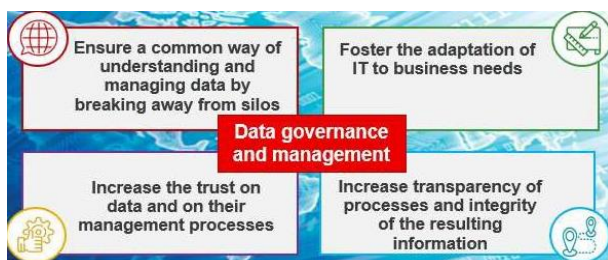 Ensure a common way of
understanding and
managing data by
breaking away from silos
Foster the adaptation of
IT to business needs
Data governance
and management
Increase the trust on
data and on their
management processes
Increase transparency of
processes and integrity
of the resulting
information